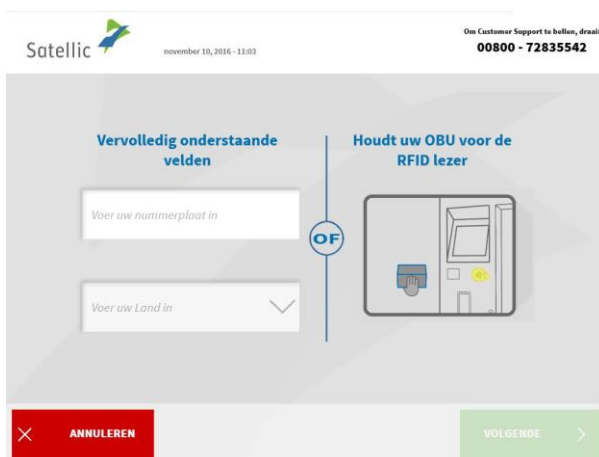 Satellic
november 10, 2016 - 11:03
Om Customer Support te bellen, draai
00800 - 72835542
Vervolledig onderstaande
velden
Voer uw nummerplaat in
Voer uw Land in
OF
Houdt uw OBU voor de
RFID lezer
ANNULEREN
VOLGENDE